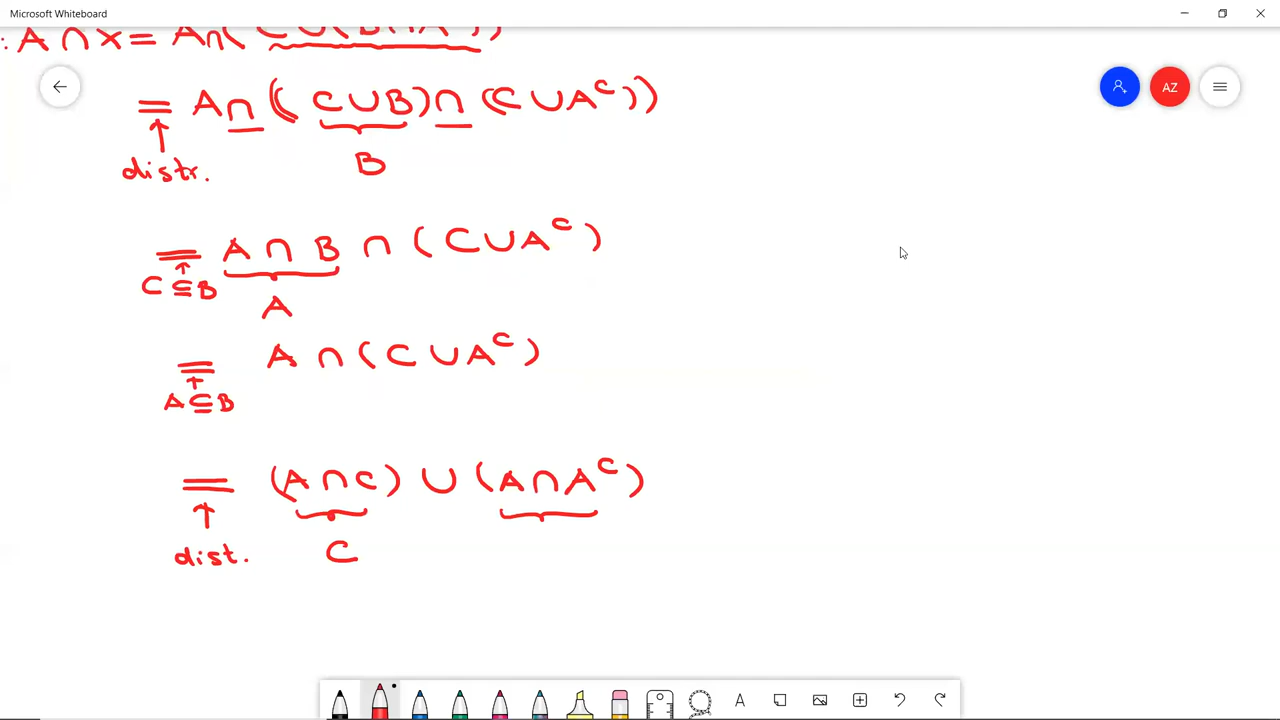 Microsoft Whiteboard
: A ∩ X = A ∩ ( C ∪ (B ∩ A
AZ
= A ∩ (( C ∪ B) ∩ (C ∪ Aᶜ))
distr. B
= A ∩ B ∩ ( C ∪ Aᶜ )
C ⊆ B
A
= A ∩ ( C ∪ Aᶜ )
A ⊆ B
= (A ∩ C) ∪ (A ∩ Aᶜ)
dist. C
A